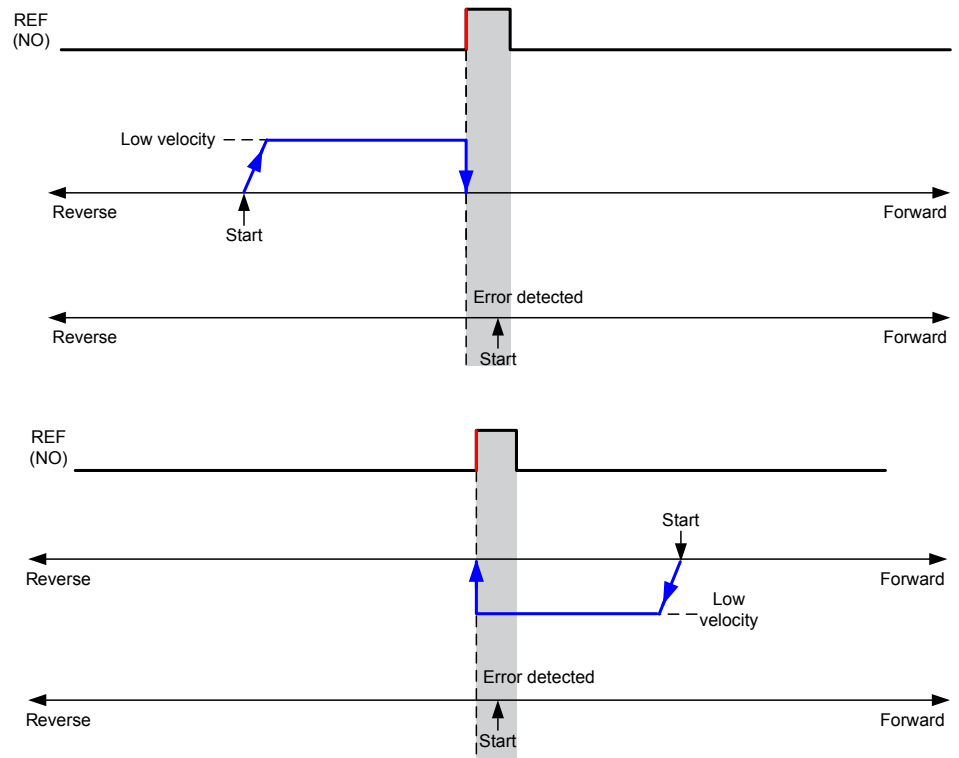 REF
(NO)
Low velocity
Reverse
Forward
Start
Error detected
Reverse
Forward
Start
REF
(NO)
Start
Reverse
Forward
Low
velocity
Error detected
Reverse
Forward
Start